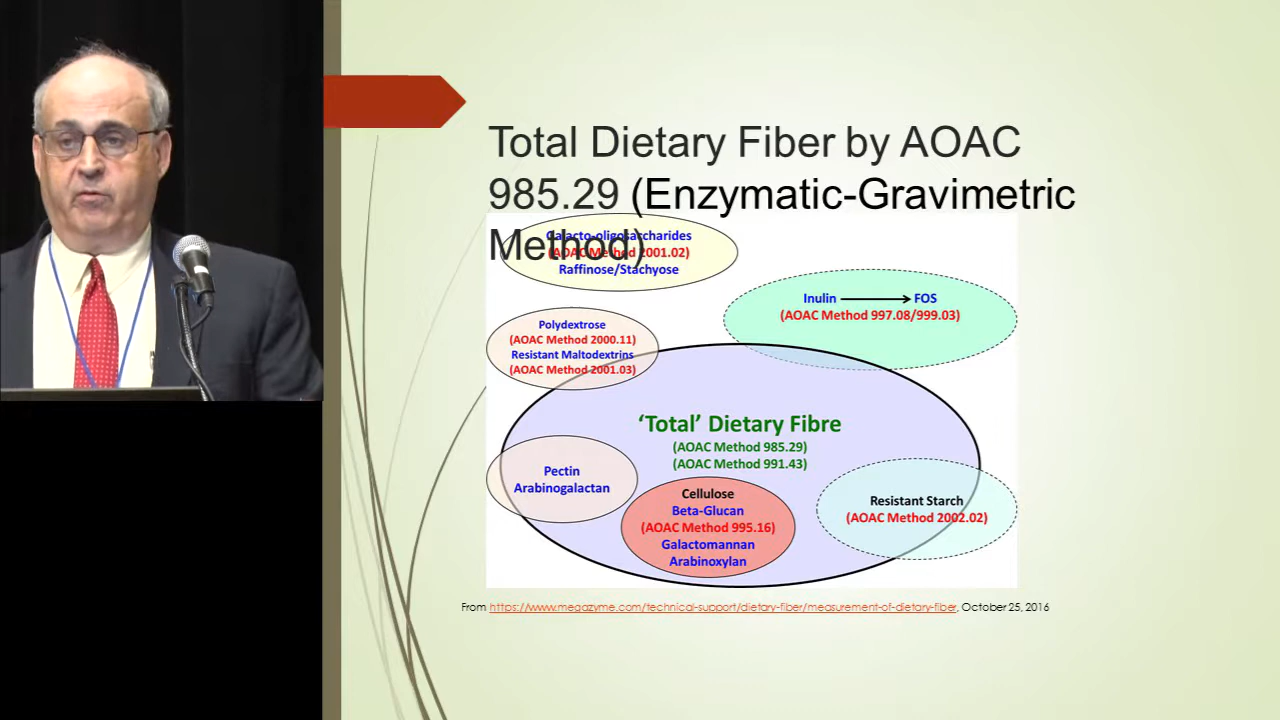 Total Dietary Fiber by AOAC
985.29 (Enzymatic-Gravimetric
Method)
Galacto-oligosaccharides
(AOAC Method 2001.02)
Raffinose/Stachyose
Inulin FOS
(AOAC Method 997.08/999.03)
Polydextrose
(AOAC Method 2000.11)
Resistant Maltodextrins
(AOAC Method 2001.03)
‘Total’ Dietary Fibre
(AOAC Method 985.29)
(AOAC Method 991.43)
Pectin
Arabinogalactan
Cellulose
Beta-Glucan
(AOAC Method 995.16)
Galactomannan
Arabinoxylan
Resistant Starch
(AOAC Method 2002.02)
From https://www.megazyme.com/technical-support/dietary-fiber/measurement-of-dietary-fiber, October 25, 2016